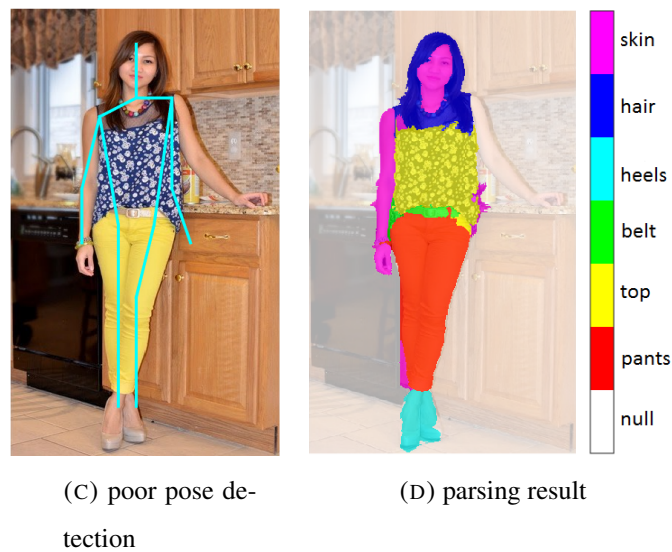 skin
hair
heels
belt
top
pants
null
(C) poor pose de-
tection
(D) parsing result